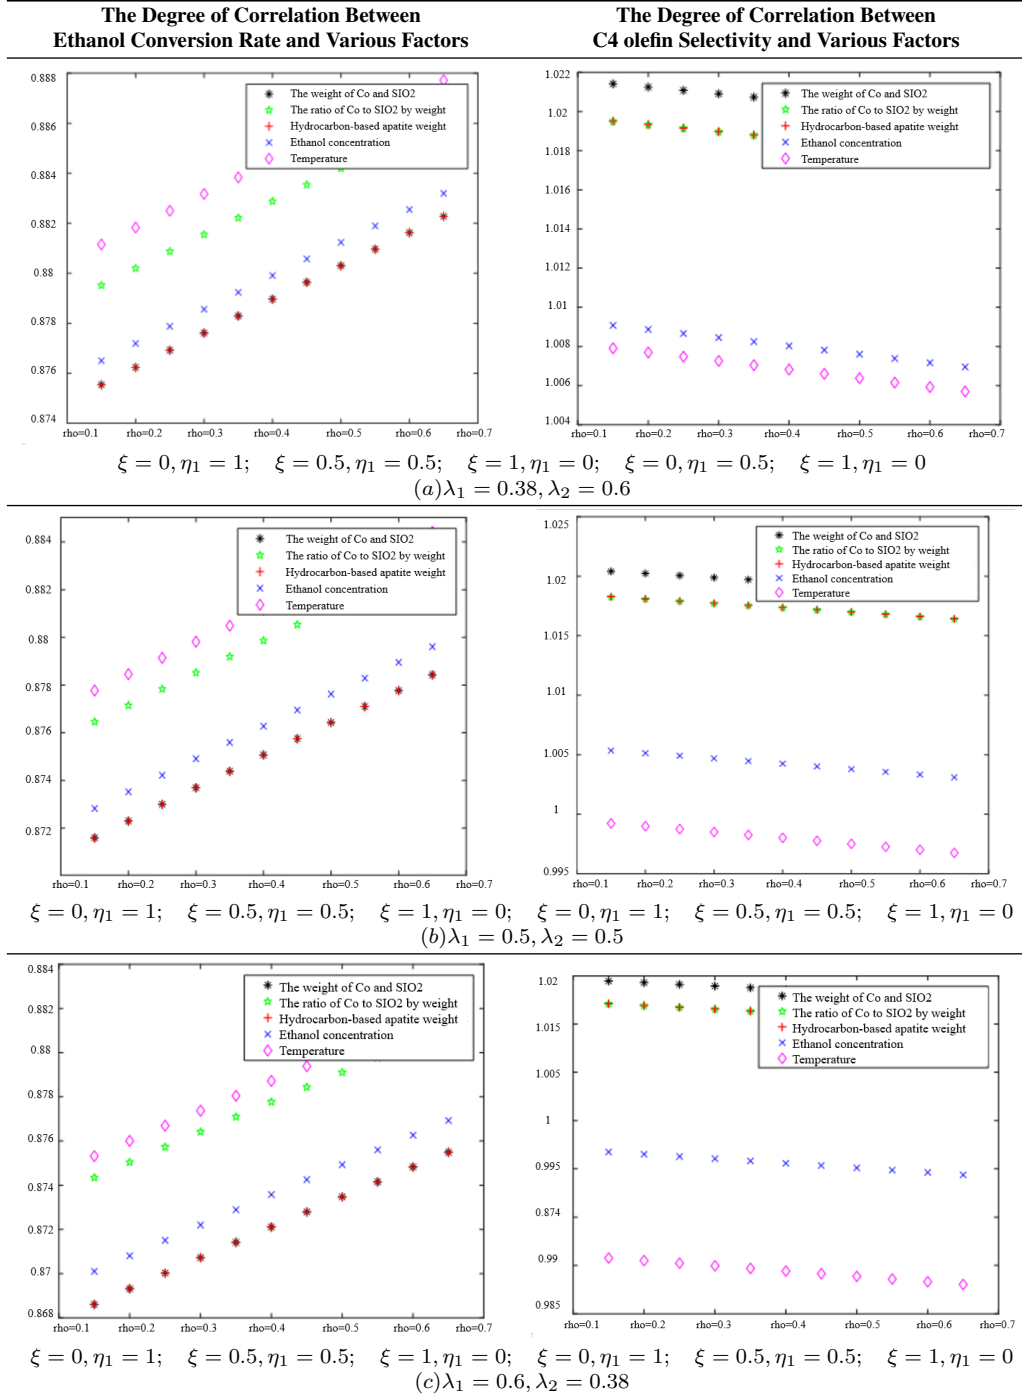 The Degree of Correlation Between
Ethanol Conversion Rate and Various Factors
The Degree of Correlation Between
C4 olefin Selectivity and Various Factors
0.888
0.886
0.884
0.882
0.88
0.878
0.876
0.874
The weight of Co and SIO2
The ratio of Co to SIO2 by weight
Hydrocarbon-based apatite weight
Ethanol concentration
Temperature
rho=0.1 rho=0.2 rho=0.3 rho=0.4 rho=0.5 rho=0.6 rho=0.7
1.022
1.02
1.018
1.016
1.014
1.012
1.01
1.008
1.006
1.004
The weight of Co and SIO2
The ratio of Co to SIO2 by weight
Hydrocarbon-based apatite weight
Ethanol concentration
Temperature
rho=0.1 rho=0.2 rho=0.3 rho=0.4 rho=0.5 rho=0.6 rho=0.7
ξ = 0, η₁ = 1; ξ = 0.5, η₁ = 0.5; ξ = 1, η₁ = 0; ξ = 0, η₁ = 0.5; ξ = 1, η₁ = 0
(a)λ₁ = 0.38, λ₂ = 0.6
0.884
0.882
0.88
0.878
0.876
0.874
0.872
The weight of Co and SIO2
The ratio of Co to SIO2 by weight
Hydrocarbon-based apatite weight
Ethanol concentration
Temperature
rho=0.1 rho=0.2 rho=0.3 rho=0.4 rho=0.5 rho=0.6 rho=0.7
1.025
1.02
1.015
1.01
1.005
1
0.995
The weight of Co and SIO2
The ratio of Co to SIO2 by weight
Hydrocarbon-based apatite weight
Ethanol concentration
Temperature
rho=0.1 rho=0.2 rho=0.3 rho=0.4 rho=0.5 rho=0.6 rho=0.7
ξ = 0, η₁ = 1; ξ = 0.5, η₁ = 0.5; ξ = 1, η₁ = 0; ξ = 0, η₁ = 1; ξ = 0.5, η₁ = 0.5; ξ = 1, η₁ = 0
(b)λ₁ = 0.5, λ₂ = 0.5
0.884
0.882
0.88
0.878
0.876
0.874
0.872
0.87
0.868
The weight of Co and SIO2
The ratio of Co to SIO2 by weight
Hydrocarbon-based apatite weight
Ethanol concentration
Temperature
rho=0.1 rho=0.2 rho=0.3 rho=0.4 rho=0.5 rho=0.6 rho=0.7
1.02
1.015
1.005
1
0.995
0.874
0.99
0.985
The weight of Co and SIO2
The ratio of Co to SIO2 by weight
Hydrocarbon-based apatite weight
Ethanol concentration
Temperature
rho=0.1 rho=0.2 rho=0.3 rho=0.4 rho=0.5 rho=0.6 rho=0.7
ξ = 0, η₁ = 1; ξ = 0.5, η₁ = 0.5; ξ = 1, η₁ = 0; ξ = 0, η₁ = 1; ξ = 0.5, η₁ = 0.5; ξ = 1, η₁ = 0
(c)λ₁ = 0.6, λ₂ = 0.38